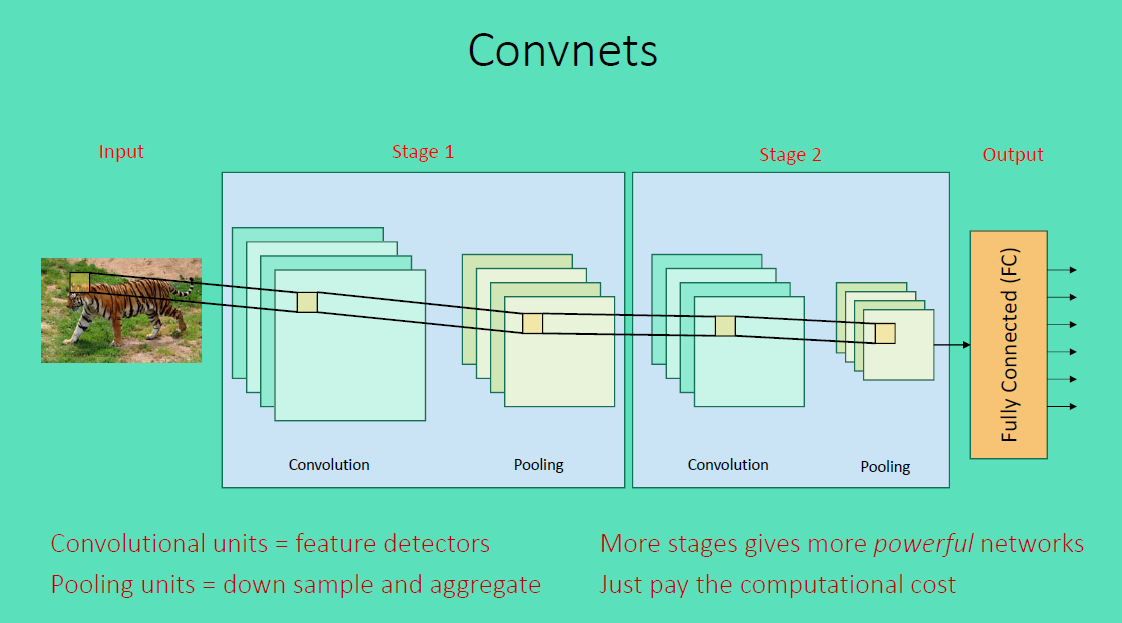 Convnets
Input
Stage 1
Stage 2
Output
Fully Connected (FC)
Convolution
Pooling
Convolution
Pooling
Convolutional units = feature detectors
Pooling units = down sample and aggregate
More stages gives more powerful networks
Just pay the computational cost